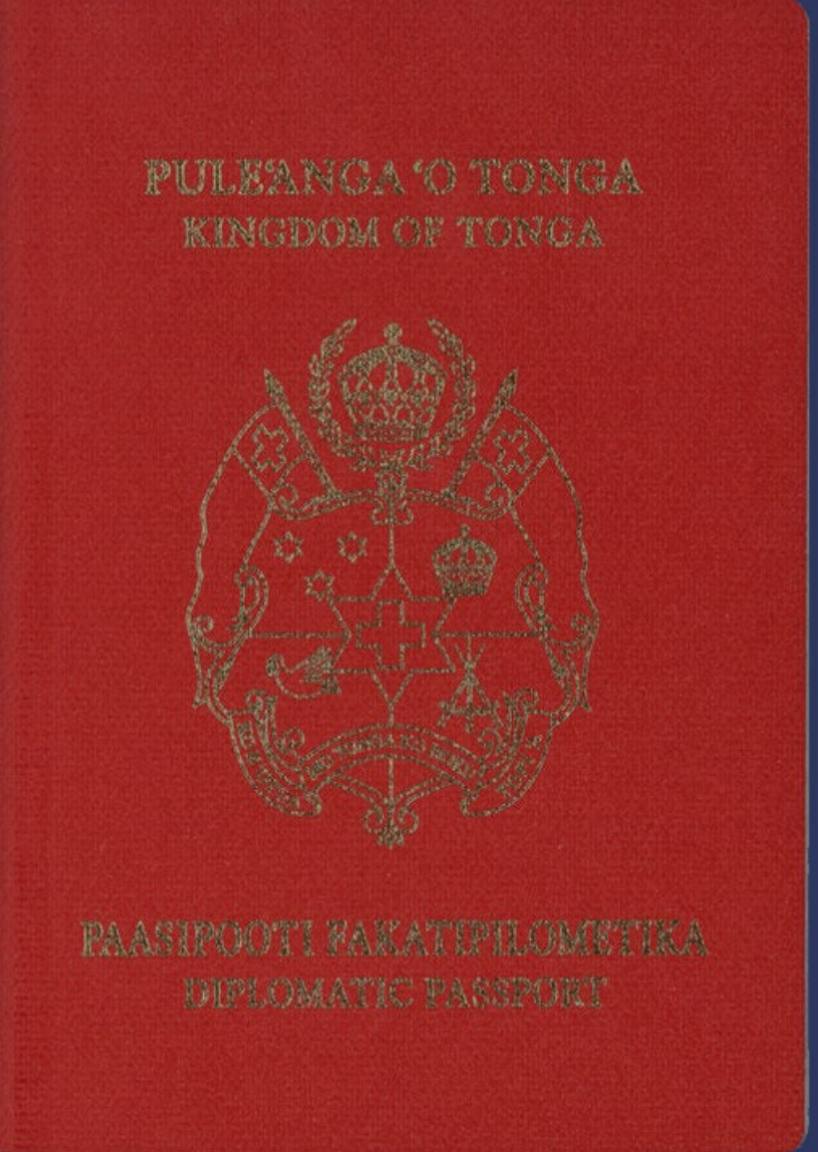 PULE‘ANGA ‘O TONGA
KINGDOM OF TONGA
PAASIPOOTI FAKATIPILOMETIKA
DIPLOMATIC PASSPORT